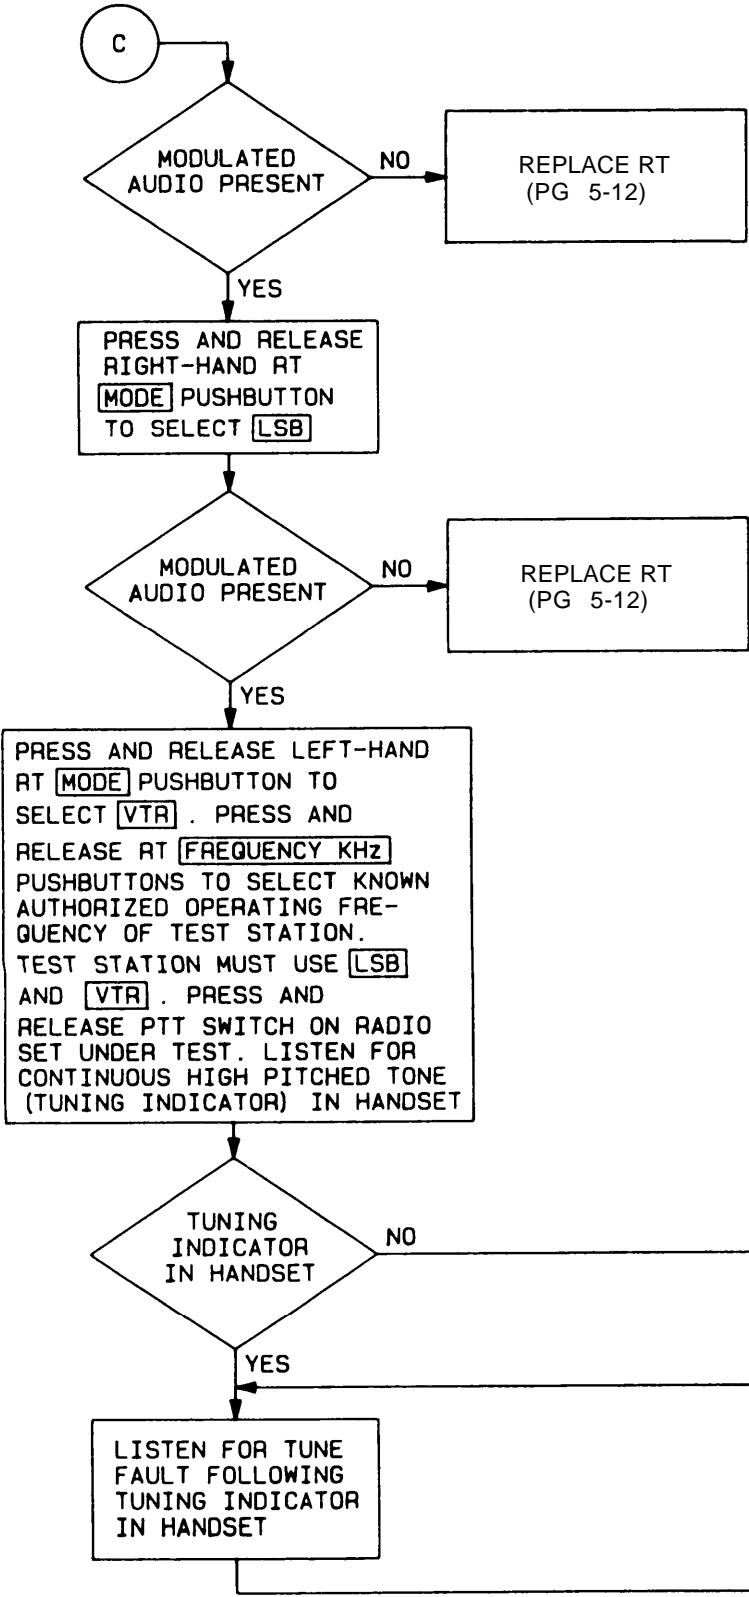 C
MODULATED
AUDIO PRESENT
NO
REPLACE RT
(PG 5-12)
YES
PRESS AND RELEASE
RIGHT-HAND RT
MODE PUSHBUTTON
TO SELECT LSB
MODULATED
AUDIO PRESENT
NO
REPLACE RT
(PG 5-12)
YES
PRESS AND RELEASE LEFT-HAND
RT MODE PUSHBUTTON TO
SELECT VTR . PRESS AND
RELEASE RT FREQUENCY KHz
PUSHBUTTONS TO SELECT KNOWN
AUTHORIZED OPERATING FRE-
QUENCY OF TEST STATION.
TEST STATION MUST USE LSB
AND VTR . PRESS AND
RELEASE PTT SWITCH ON RADIO
SET UNDER TEST. LISTEN FOR
CONTINUOUS HIGH PITCHED TONE
(TUNING INDICATOR) IN HANDSET
TUNING
INDICATOR
IN HANDSET
NO
YES
LISTEN FOR TUNE
FAULT FOLLOWING
TUNING INDICATOR
IN HANDSET